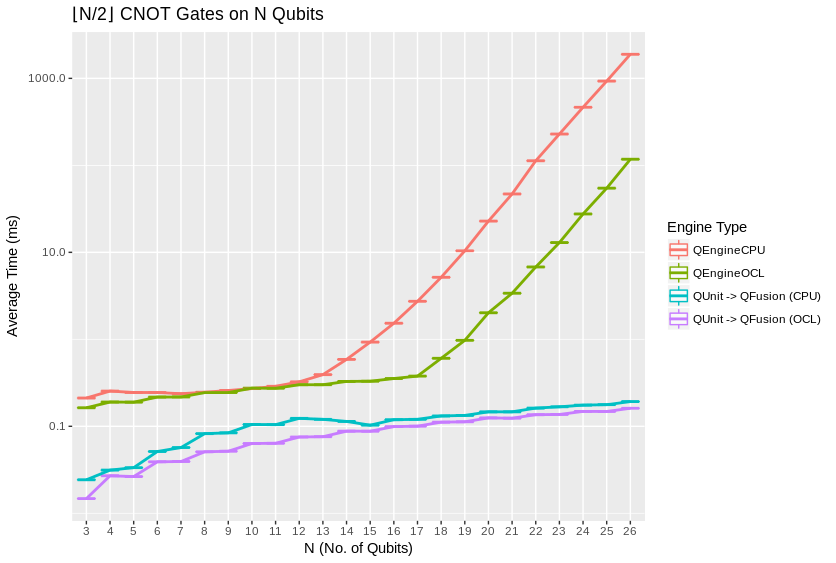 ⌊N/2⌋ CNOT Gates on N Qubits
1000.0
10.0
0.1
Average Time (ms)
3 4 5 6 7 8 9 10 11 12 13 14 15 16 17 18 19 20 21 22 23 24 25 26
N (No. of Qubits)
Engine Type
QEngineCPU
QEngineOCL
QUnit -> QFusion (CPU)
QUnit -> QFusion (OCL)